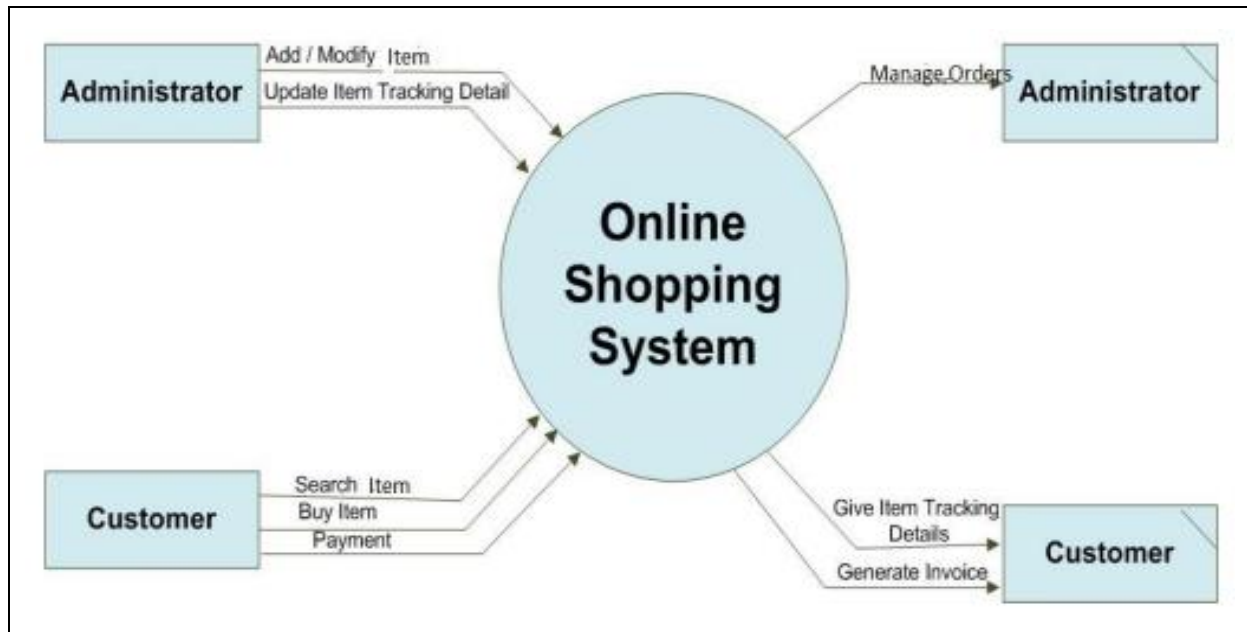 Administrator
Add / Modify Item
Update Item Tracking Detail
Manage Orders
Administrator
Online
Shopping
System
Customer
Search Item
Buy Item
Payment
Give Item Tracking
Details
Generate Invoice
Customer